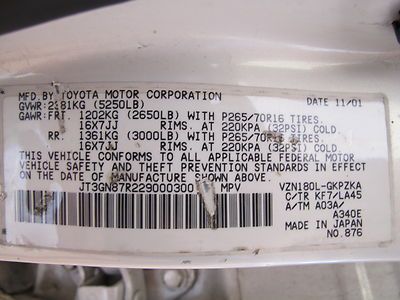 MFD.BY TOYOTA MOTOR CORPORATION DATE 11/01
GVWR: 2381KG (5250LB)
GAWR: FRT. 1202KG (2650LB) WITH P265/70R16 TIRES,
16X7JJ RIMS, AT 220KPA (32PSI) COLD.
RR. 1361KG (3000LB) WITH P265/70R16 TIRES,
16X7JJ RIMS, AT 220KPA (32PSI) COLD.
THIS VEHICLE CONFORMS TO ALL APPLICABLE FEDERAL MOTOR
VEHICLE SAFETY AND THEFT PREVENTION STANDARDS IN EFFECT ON
THE DATE OF MANUFACTURE SHOWN ABOVE.
JT3GN87R229000300 MPV VZN180L-GKPZKA
C/TR KF7/LA45
A/TM A03A/
A340E
MADE IN JAPAN
NO.876